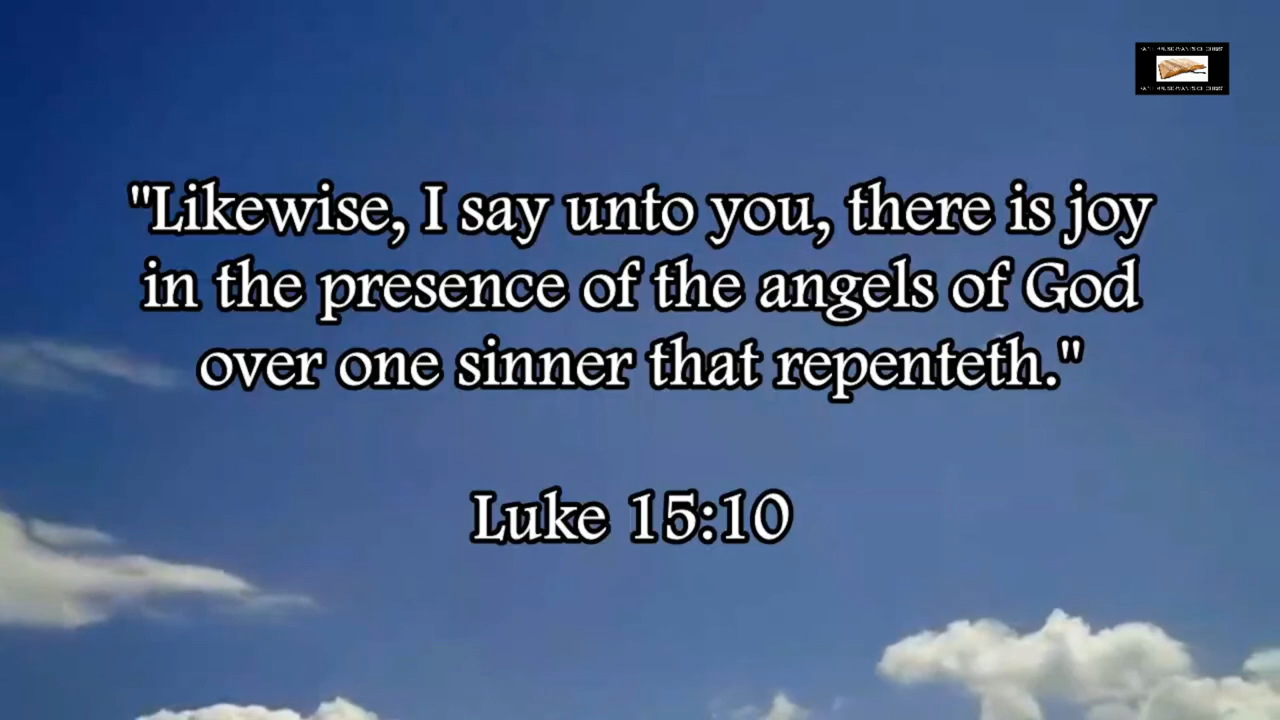 "Likewise, I say unto you, there is joy
in the presence of the angels of God
over one sinner that repenteth."
Luke 15:10